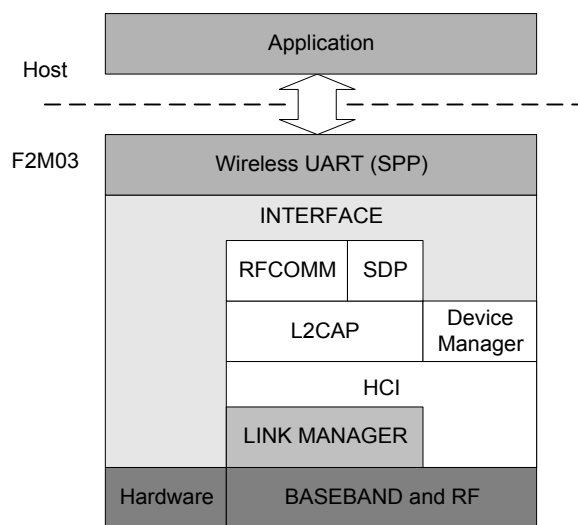 Application
Host
F2M03
Wireless UART (SPP)
INTERFACE
RFCOMM
SDP
L2CAP
Device
Manager
HCI
LINK MANAGER
Hardware
BASEBAND and RF